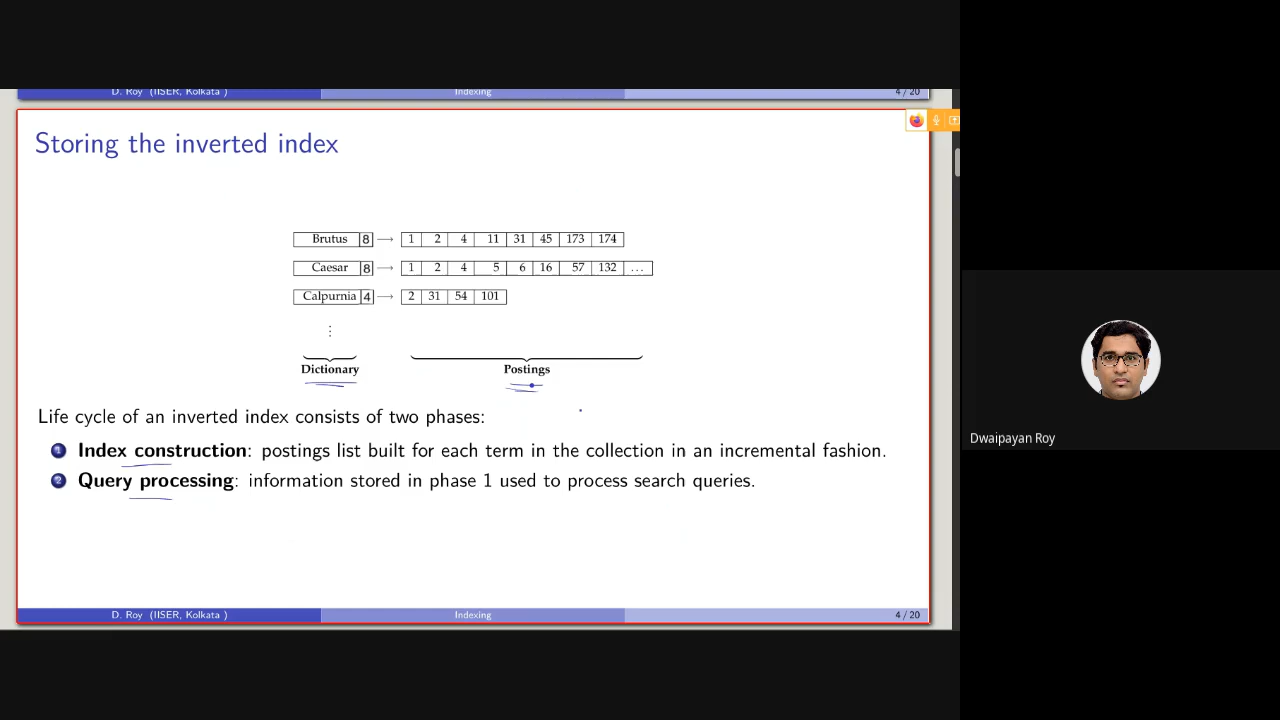 D. Roy (IISER, Kolkata ) Indexing 4 / 20
Storing the inverted index
Brutus 8 → 1 2 4 11 31 45 173 174
Caesar 8 → 1 2 4 5 6 16 57 132 ...
Calpurnia 4 → 2 31 54 101
⋮
Dictionary Postings
Life cycle of an inverted index consists of two phases:
1 Index construction: postings list built for each term in the collection in an incremental fashion.
2 Query processing: information stored in phase 1 used to process search queries.
D. Roy (IISER, Kolkata ) Indexing 4 / 20
Dwaipayan Roy